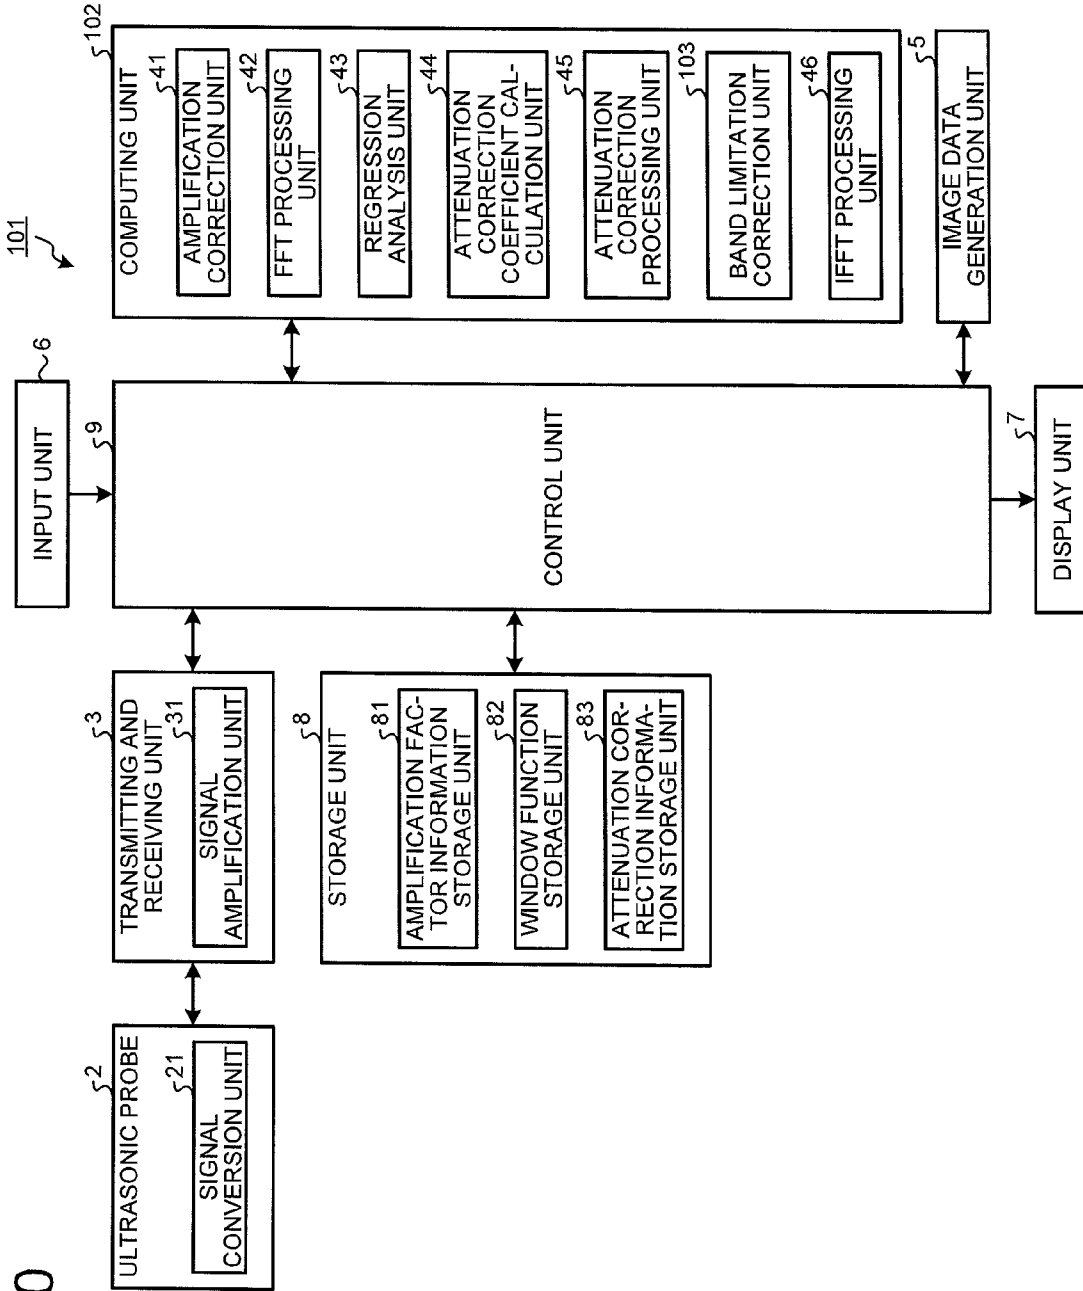 0
101
ULTRASONIC PROBE
2
21
SIGNAL
CONVERSION UNIT
TRANSMITTING AND
RECEIVING UNIT
3
31
SIGNAL
AMPLIFICATION UNIT
STORAGE UNIT
8
81
AMPLIFICATION FAC-
TOR INFORMATION
STORAGE UNIT
82
WINDOW FUNCTION
STORAGE UNIT
83
ATTENUATION COR-
RECTION INFORMA-
TION STORAGE UNIT
INPUT UNIT
6
9
CONTROL UNIT
7
DISPLAY UNIT
COMPUTING UNIT
102
41
AMPLIFICATION
CORRECTION UNIT
42
FFT PROCESSING
UNIT
43
REGRESSION
ANALYSIS UNIT
44
ATTENUATION
CORRECTION
COEFFICIENT CAL-
CULATION UNIT
45
ATTENUATION
CORRECTION
PROCESSING UNIT
103
BAND LIMITATION
CORRECTION UNIT
46
IFFT PROCESSING
UNIT
5
IMAGE DATA
GENERATION UNIT